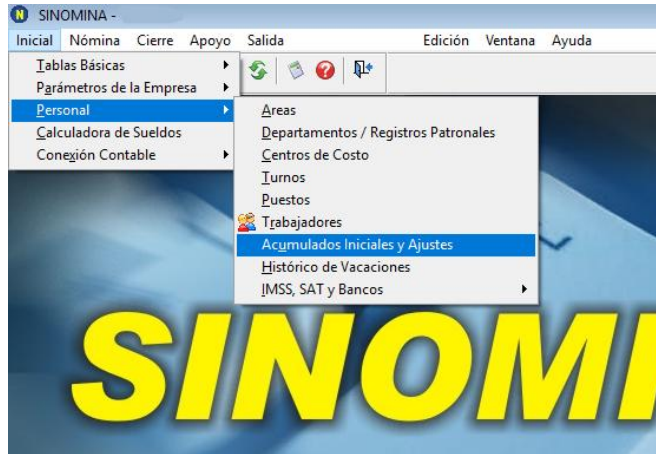 SINOMINA -
Inicial Nómina Cierre Apoyo Salida Edición Ventana Ayuda
Tablas Básicas
Parámetros de la Empresa
Personal
Calculadora de Sueldos
Conexión Contable
Areas
Departamentos / Registros Patronales
Centros de Costo
Turnos
Puestos
Trabajadores
Acumulados Iniciales y Ajustes
Histórico de Vacaciones
IMSS, SAT y Bancos